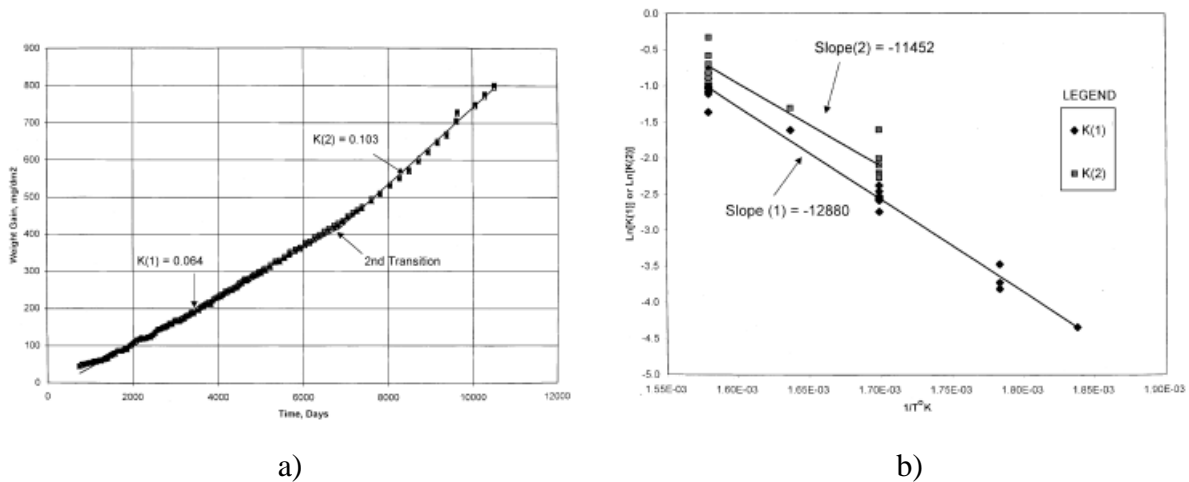 900
800
700
600
500
400
300
200
100
0
0 2000 4000 6000 8000 10000 12000
Weight Gain, mg/dm2
Time, Days
K(2) = 0.103
K(1) = 0.064
2nd Transition
a)
0.0
-0.5
-1.0
-1.5
-2.0
-2.5
-3.0
-3.5
-4.0
-4.5
-5.0
1.55E-03 1.60E-03 1.65E-03 1.70E-03 1.75E-03 1.80E-03 1.85E-03 1.90E-03
Ln[K(1)] or Ln[K(2)]
1/T°K
Slope(2) = -11452
Slope (1) = -12880
LEGEND
K(1)
K(2)
b)